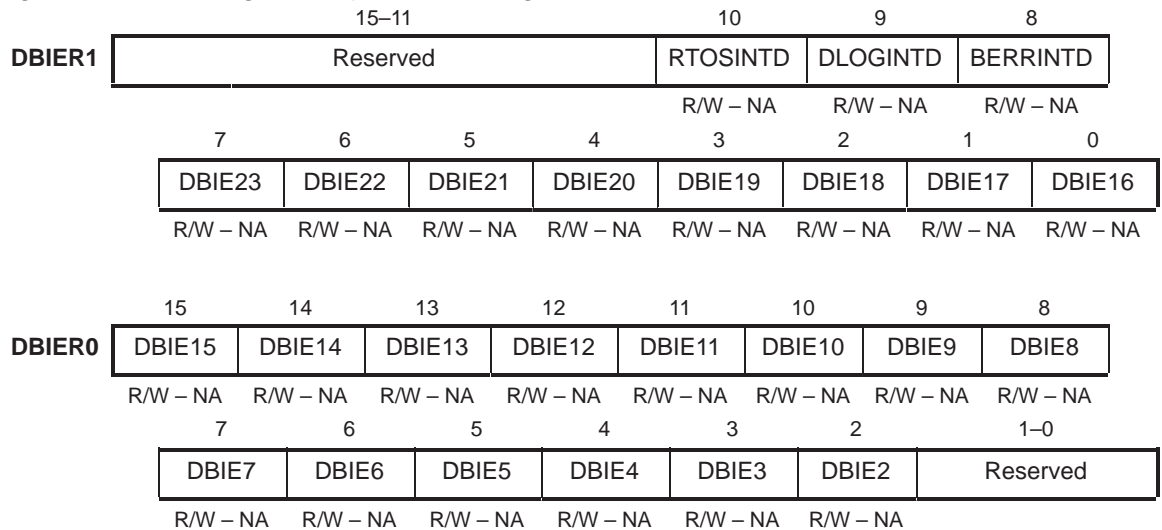 15–11 10 9 8
DBIER1 Reserved RTOSINTD DLOGINTD BERRINTD
R/W – NA R/W – NA R/W – NA
7 6 5 4 3 2 1 0
DBIE23 DBIE22 DBIE21 DBIE20 DBIE19 DBIE18 DBIE17 DBIE16
R/W – NA R/W – NA R/W – NA R/W – NA R/W – NA R/W – NA R/W – NA R/W – NA
15 14 13 12 11 10 9 8
DBIER0 DBIE15 DBIE14 DBIE13 DBIE12 DBIE11 DBIE10 DBIE9 DBIE8
R/W – NA R/W – NA R/W – NA R/W – NA R/W – NA R/W – NA R/W – NA R/W – NA
7 6 5 4 3 2 1–0
DBIE7 DBIE6 DBIE5 DBIE4 DBIE3 DBIE2 Reserved
R/W – NA R/W – NA R/W – NA R/W – NA R/W – NA R/W – NA